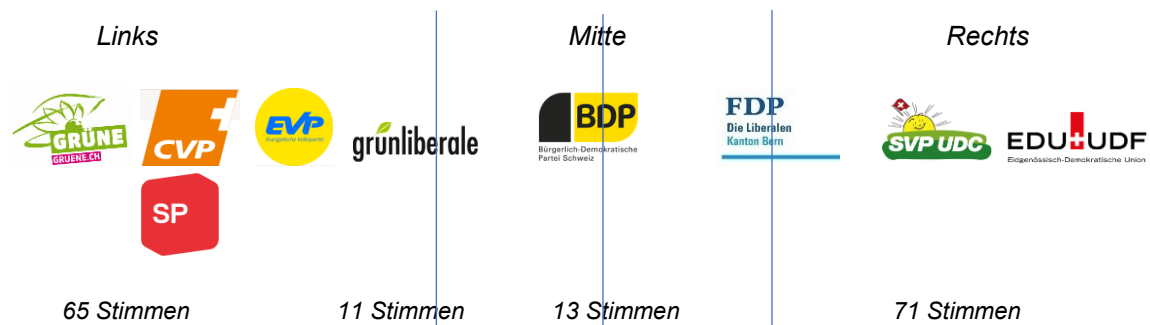 Links Mitte Rechts
GRÜNE
GRUENE.CH
CVP
EVP
Evangelische Volkspartei
grünliberale
BDP
Bürgerlich-Demokratische
Partei Schweiz
FDP
Die Liberalen
Kanton Bern
SVP UDC
EDU UDF
Eidgenössisch-Demokratische Union
SP
65 Stimmen 11 Stimmen 13 Stimmen 71 Stimmen